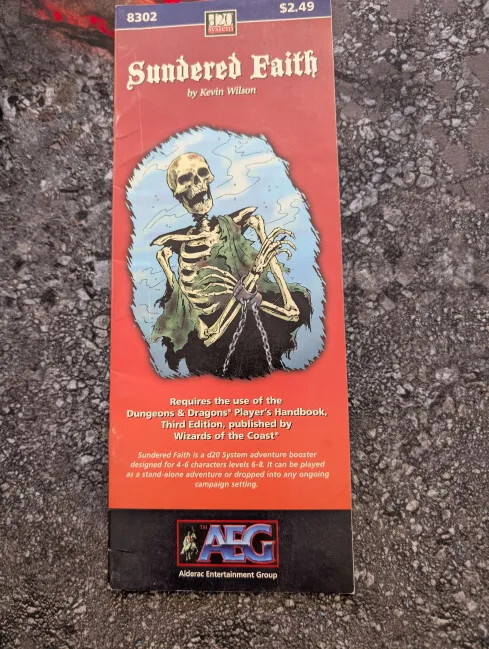 8302
d20
system
$2.49
Sundered Faith
by Kevin Wilson
Requires the use of the
Dungeons & Dragons® Player's Handbook,
Third Edition, published by
Wizards of the Coast®
Sundered Faith is a d20 System adventure booster
designed for 4-6 characters levels 6-8. It can be played
as a stand-alone adventure or dropped into any ongoing
campaign setting.
TM
AEG
Alderac Entertainment Group